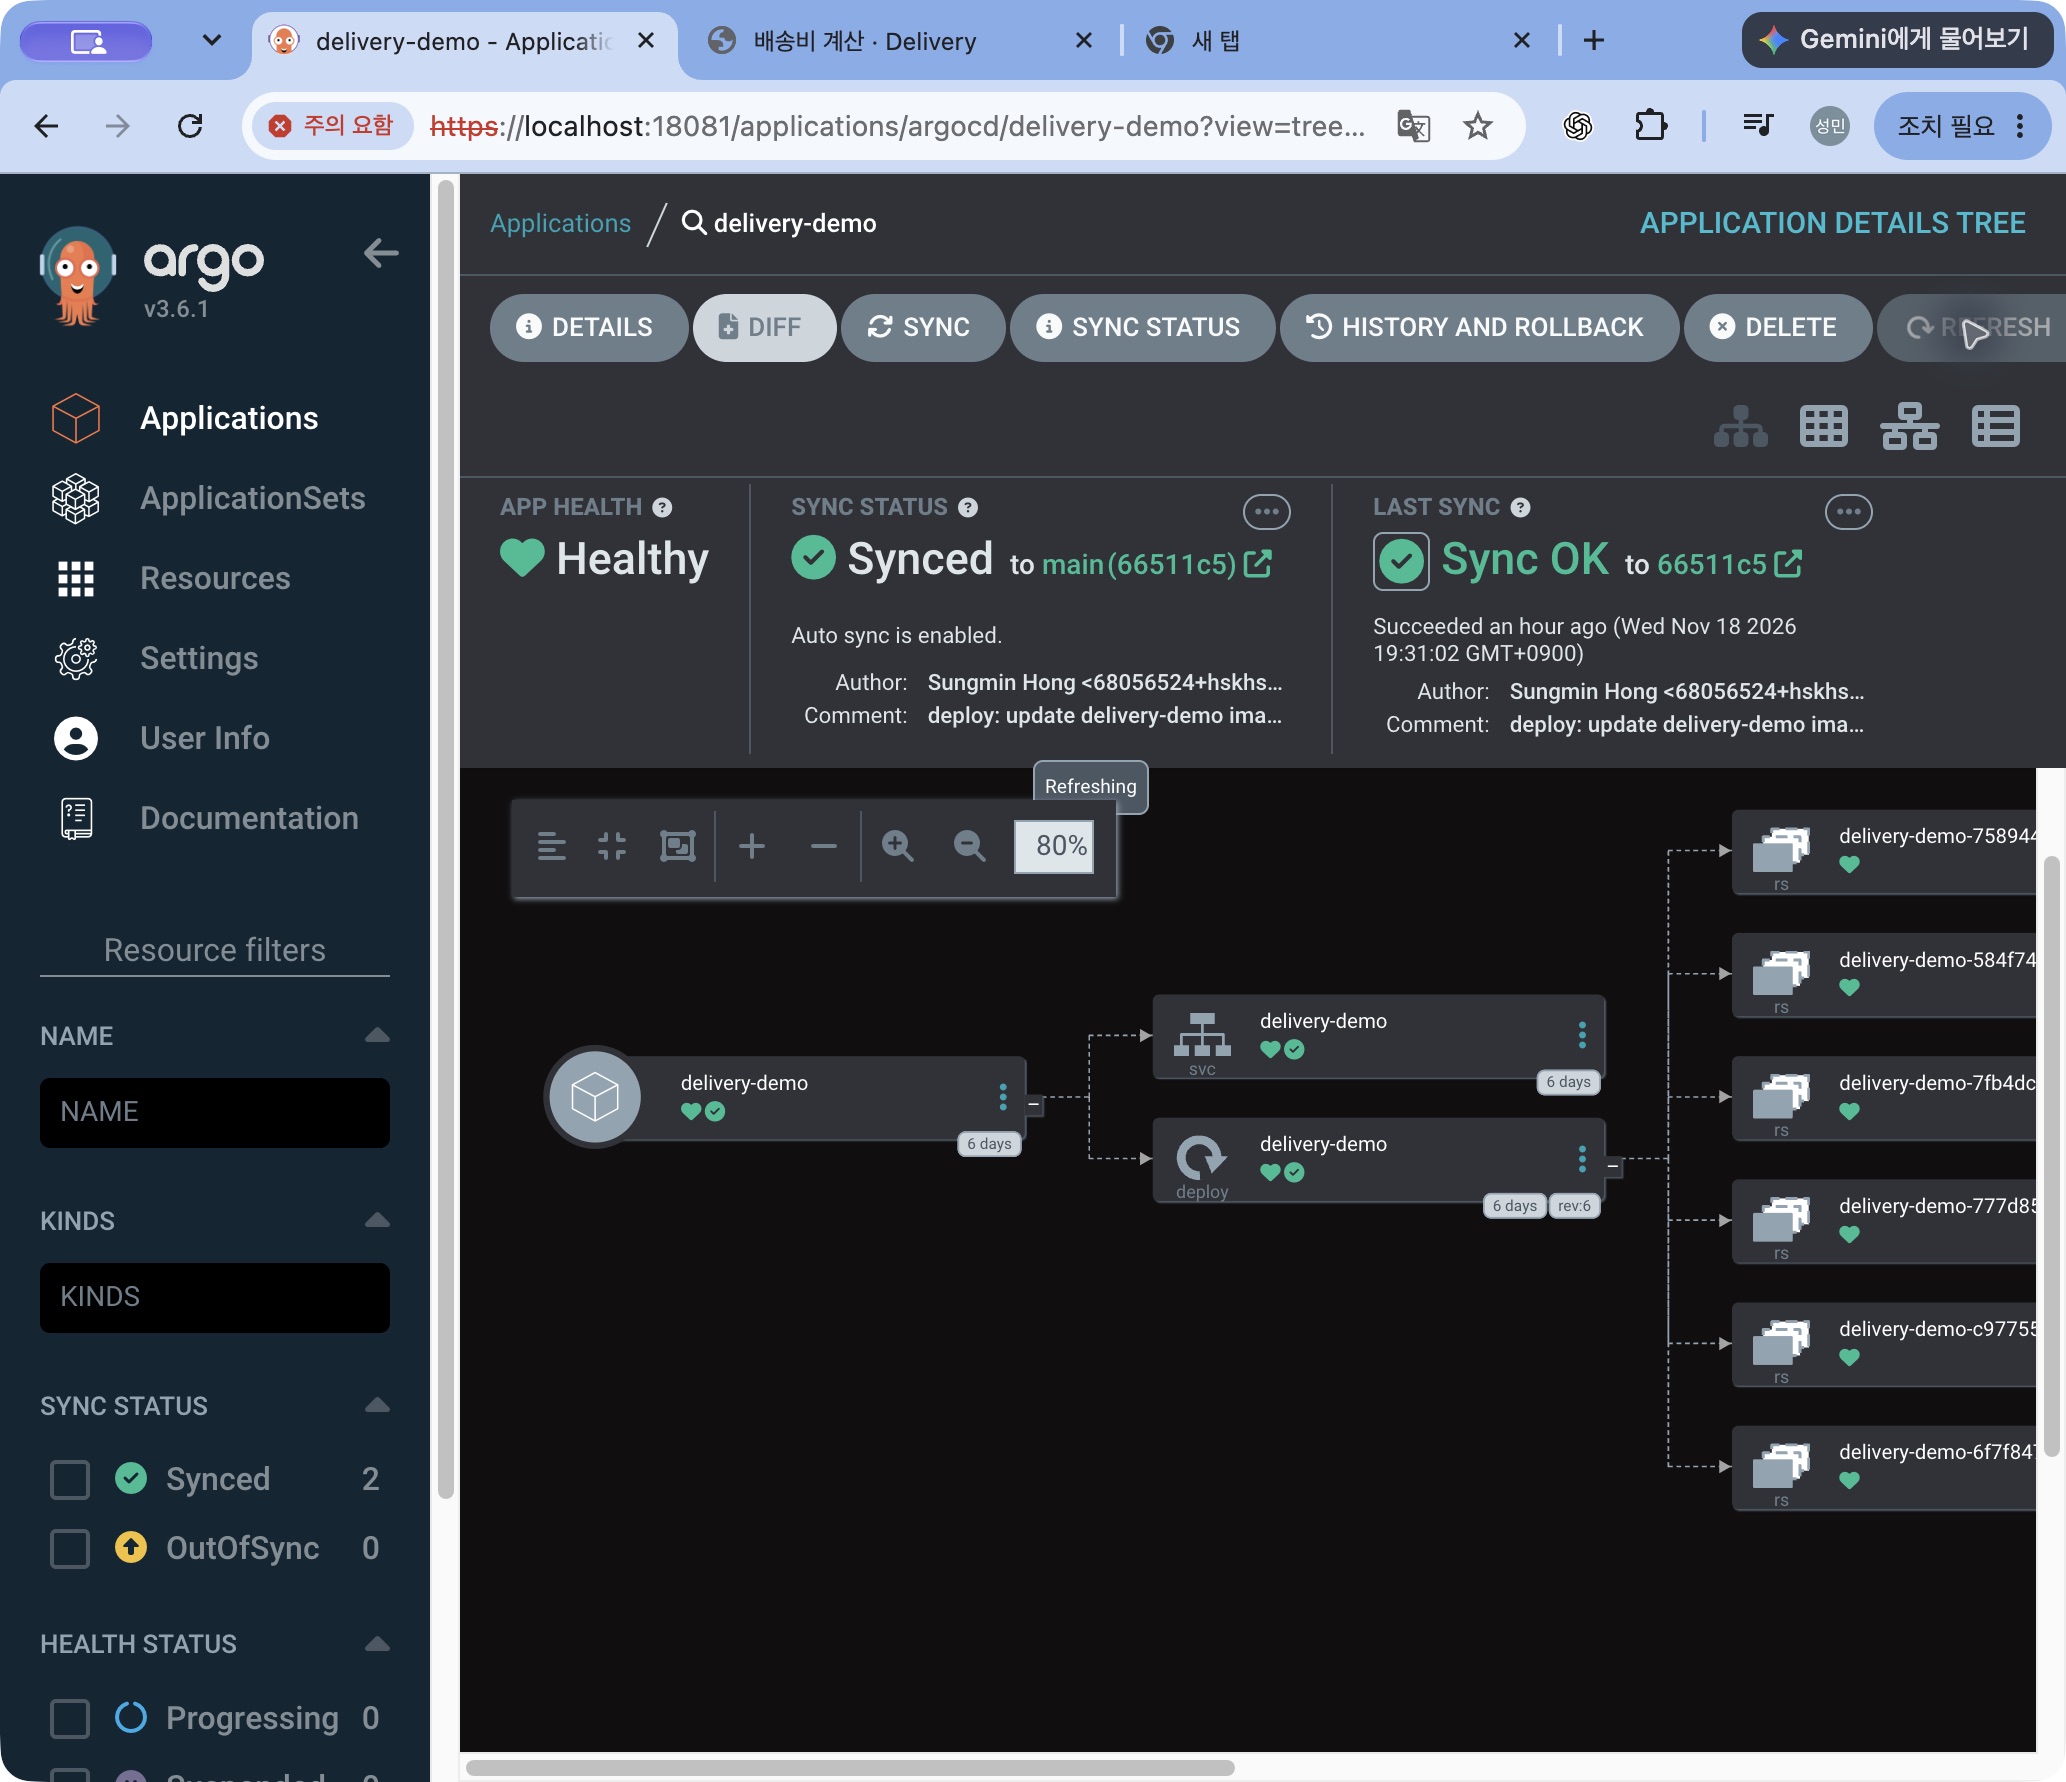 delivery-demo - Applicatic
배송비 계산 · Delivery
새 탭
Gemini에게 물어보기
주의 요함
https://localhost:18081/applications/argocd/delivery-demo?view=tree...
성민
조치 필요
argo
v3.6.1
Applications
ApplicationSets
Resources
Settings
User Info
Documentation
Resource filters
NAME
NAME
KINDS
KINDS
SYNC STATUS
Synced 2
OutOfSync 0
HEALTH STATUS
Progressing 0
Applications / delivery-demo
APPLICATION DETAILS TREE
DETAILS
DIFF
SYNC
SYNC STATUS
HISTORY AND ROLLBACK
DELETE
REFRESH
APP HEALTH
Healthy
SYNC STATUS
Synced to main (66511c5)
Auto sync is enabled.
Author: Sungmin Hong <68056524+hskhs...
Comment: deploy: update delivery-demo ima...
LAST SYNC
Sync OK to 66511c5
Succeeded an hour ago (Wed Nov 18 2026
19:31:02 GMT+0900)
Author: Sungmin Hong <68056524+hskhs...
Comment: deploy: update delivery-demo ima...
Refreshing
80%
delivery-demo
6 days
delivery-demo
svc
6 days
delivery-demo
deploy
6 days
rev:6
delivery-demo-758944
rs
delivery-demo-584f74
rs
delivery-demo-7fb4dc
rs
delivery-demo-777d85
rs
delivery-demo-c97755
rs
delivery-demo-6f7f847
rs